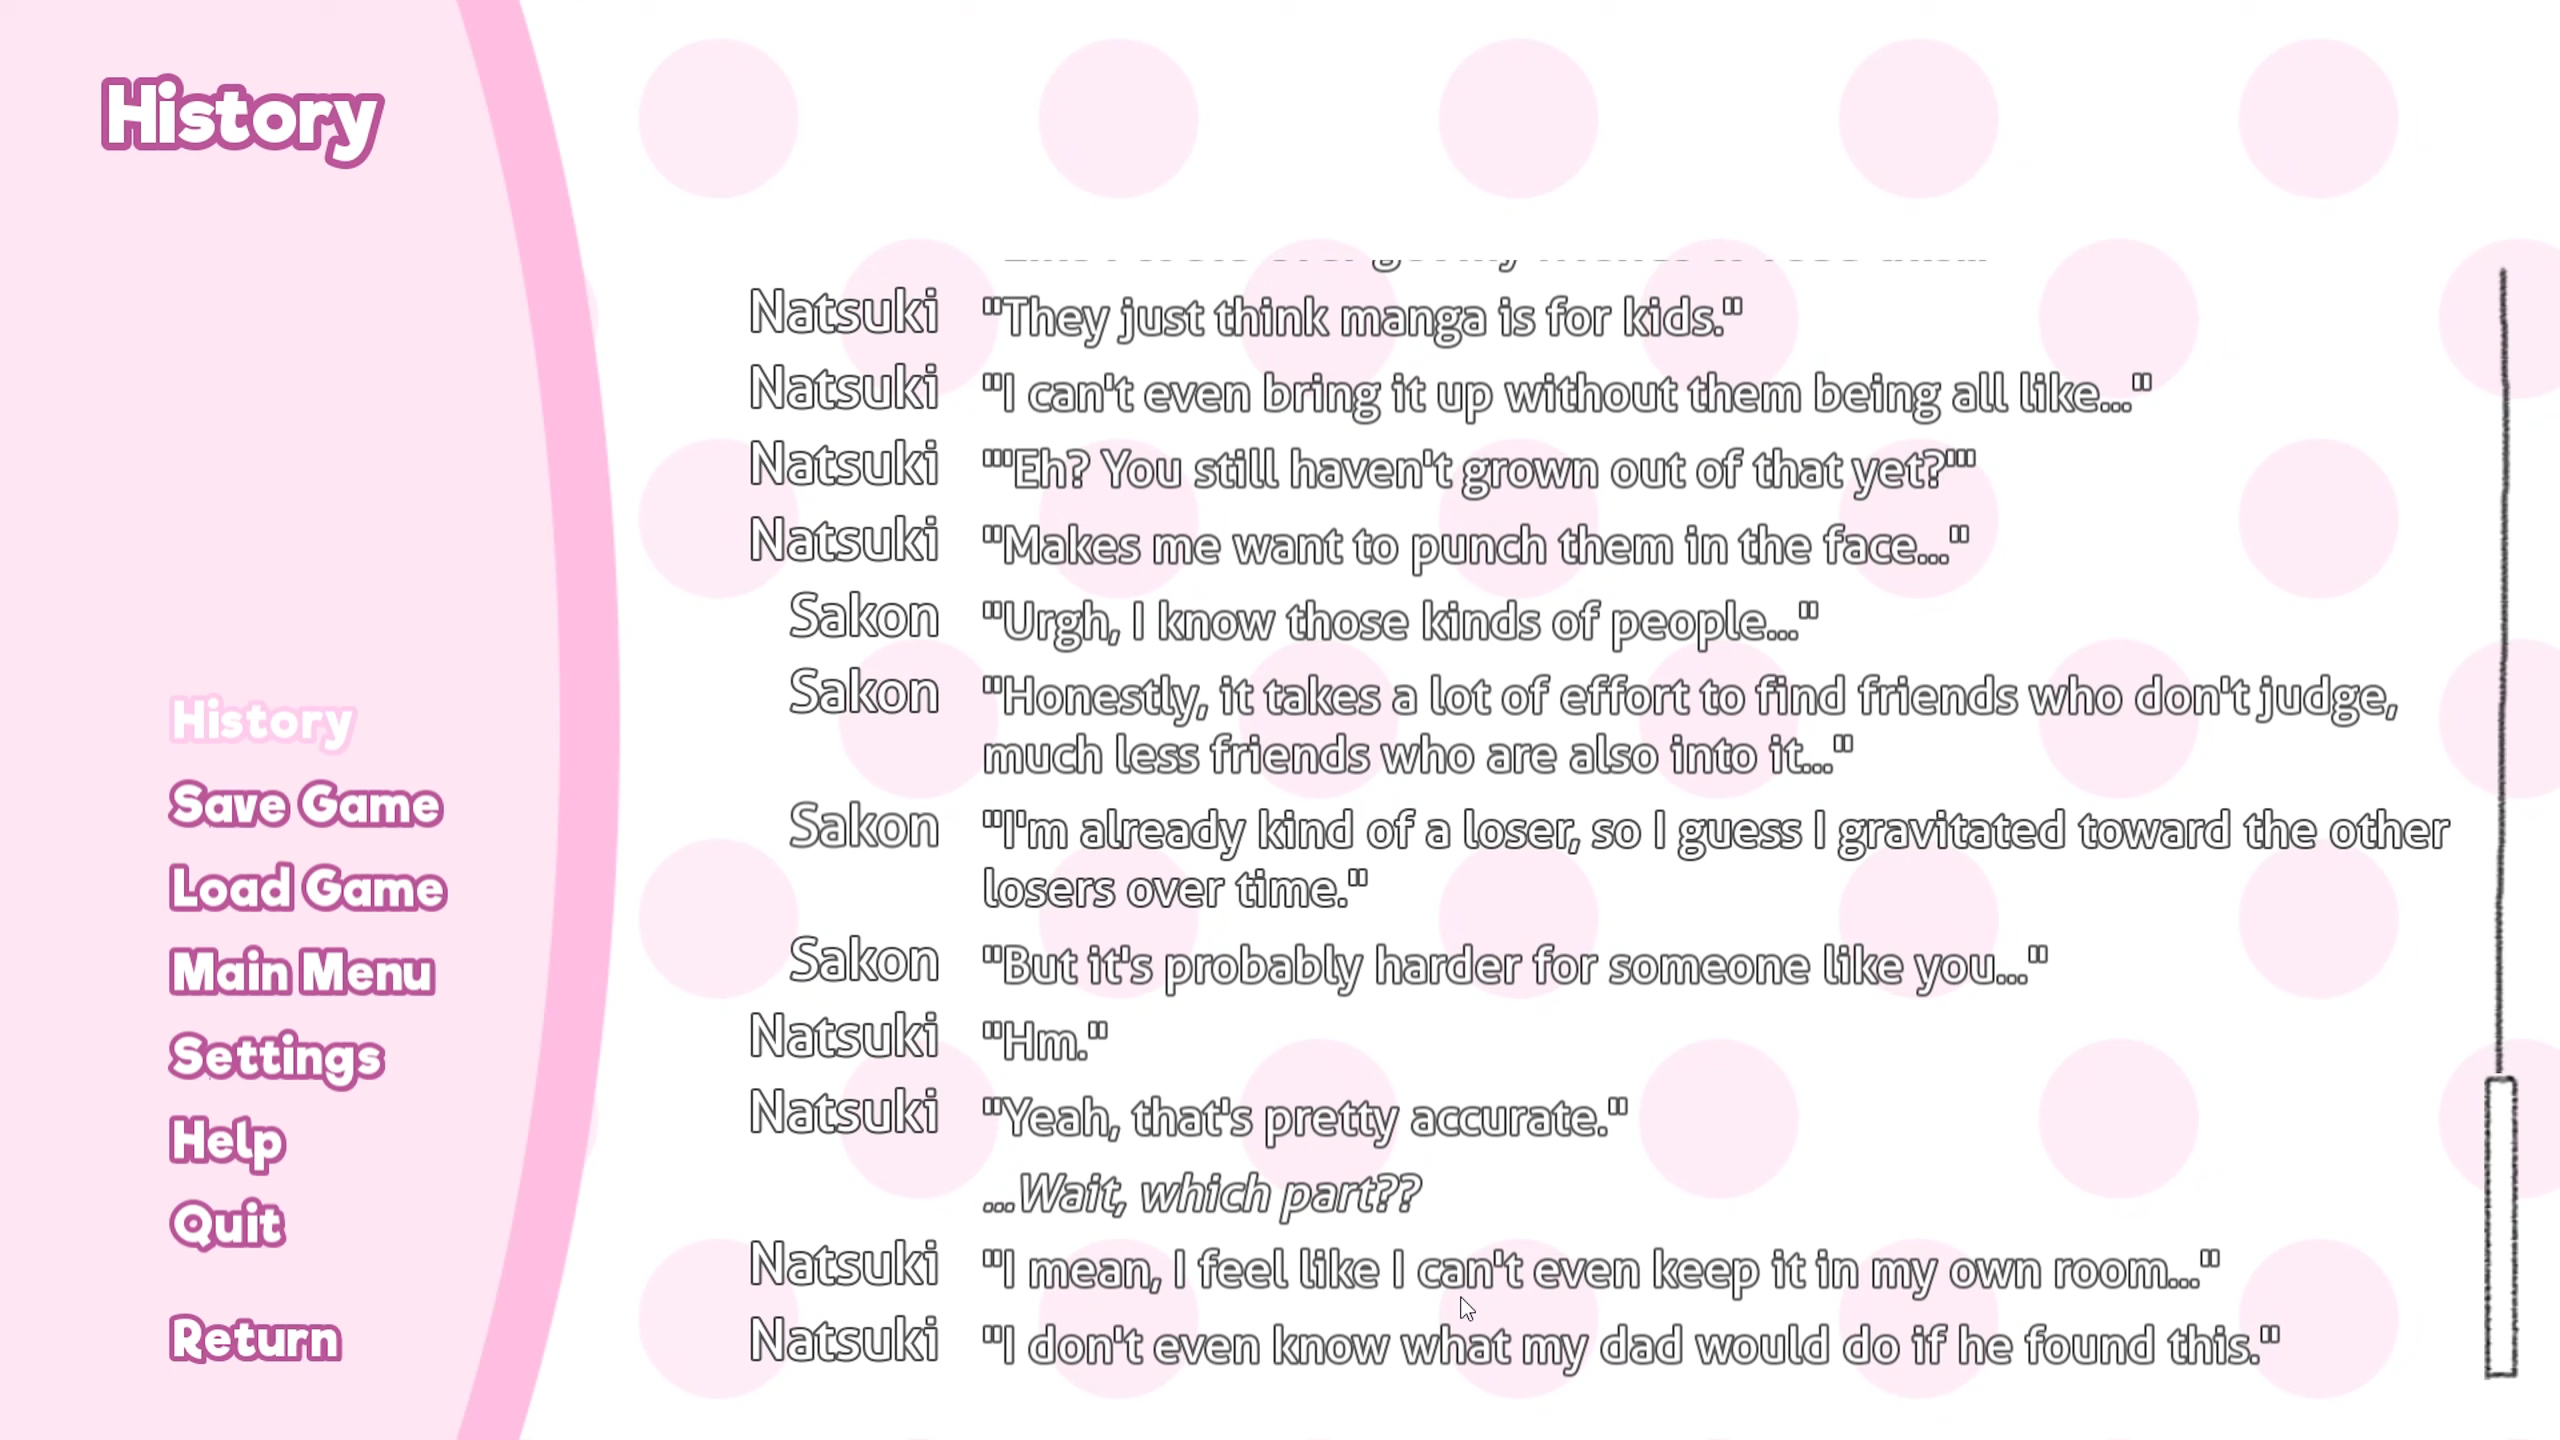 History
Natsuki "They just think manga is for kids."
Natsuki "I can't even bring it up without them being all like..."
Natsuki "'Eh? You still haven't grown out of that yet?'"
Natsuki "Makes me want to punch them in the face..."
Sakon "Urgh, I know those kinds of people..."
Sakon "Honestly, it takes a lot of effort to find friends who don't judge,
much less friends who are also into it..."
Sakon "I'm already kind of a loser, so I guess I gravitated toward the other
losers over time."
Sakon "But it's probably harder for someone like you..."
Natsuki "Hm."
Natsuki "Yeah, that's pretty accurate."
...Wait, which part??
Natsuki "I mean, I feel like I can't even keep it in my own room..."
Natsuki "I don't even know what my dad would do if he found this."
History
Save Game
Load Game
Main Menu
Settings
Help
Quit
Return